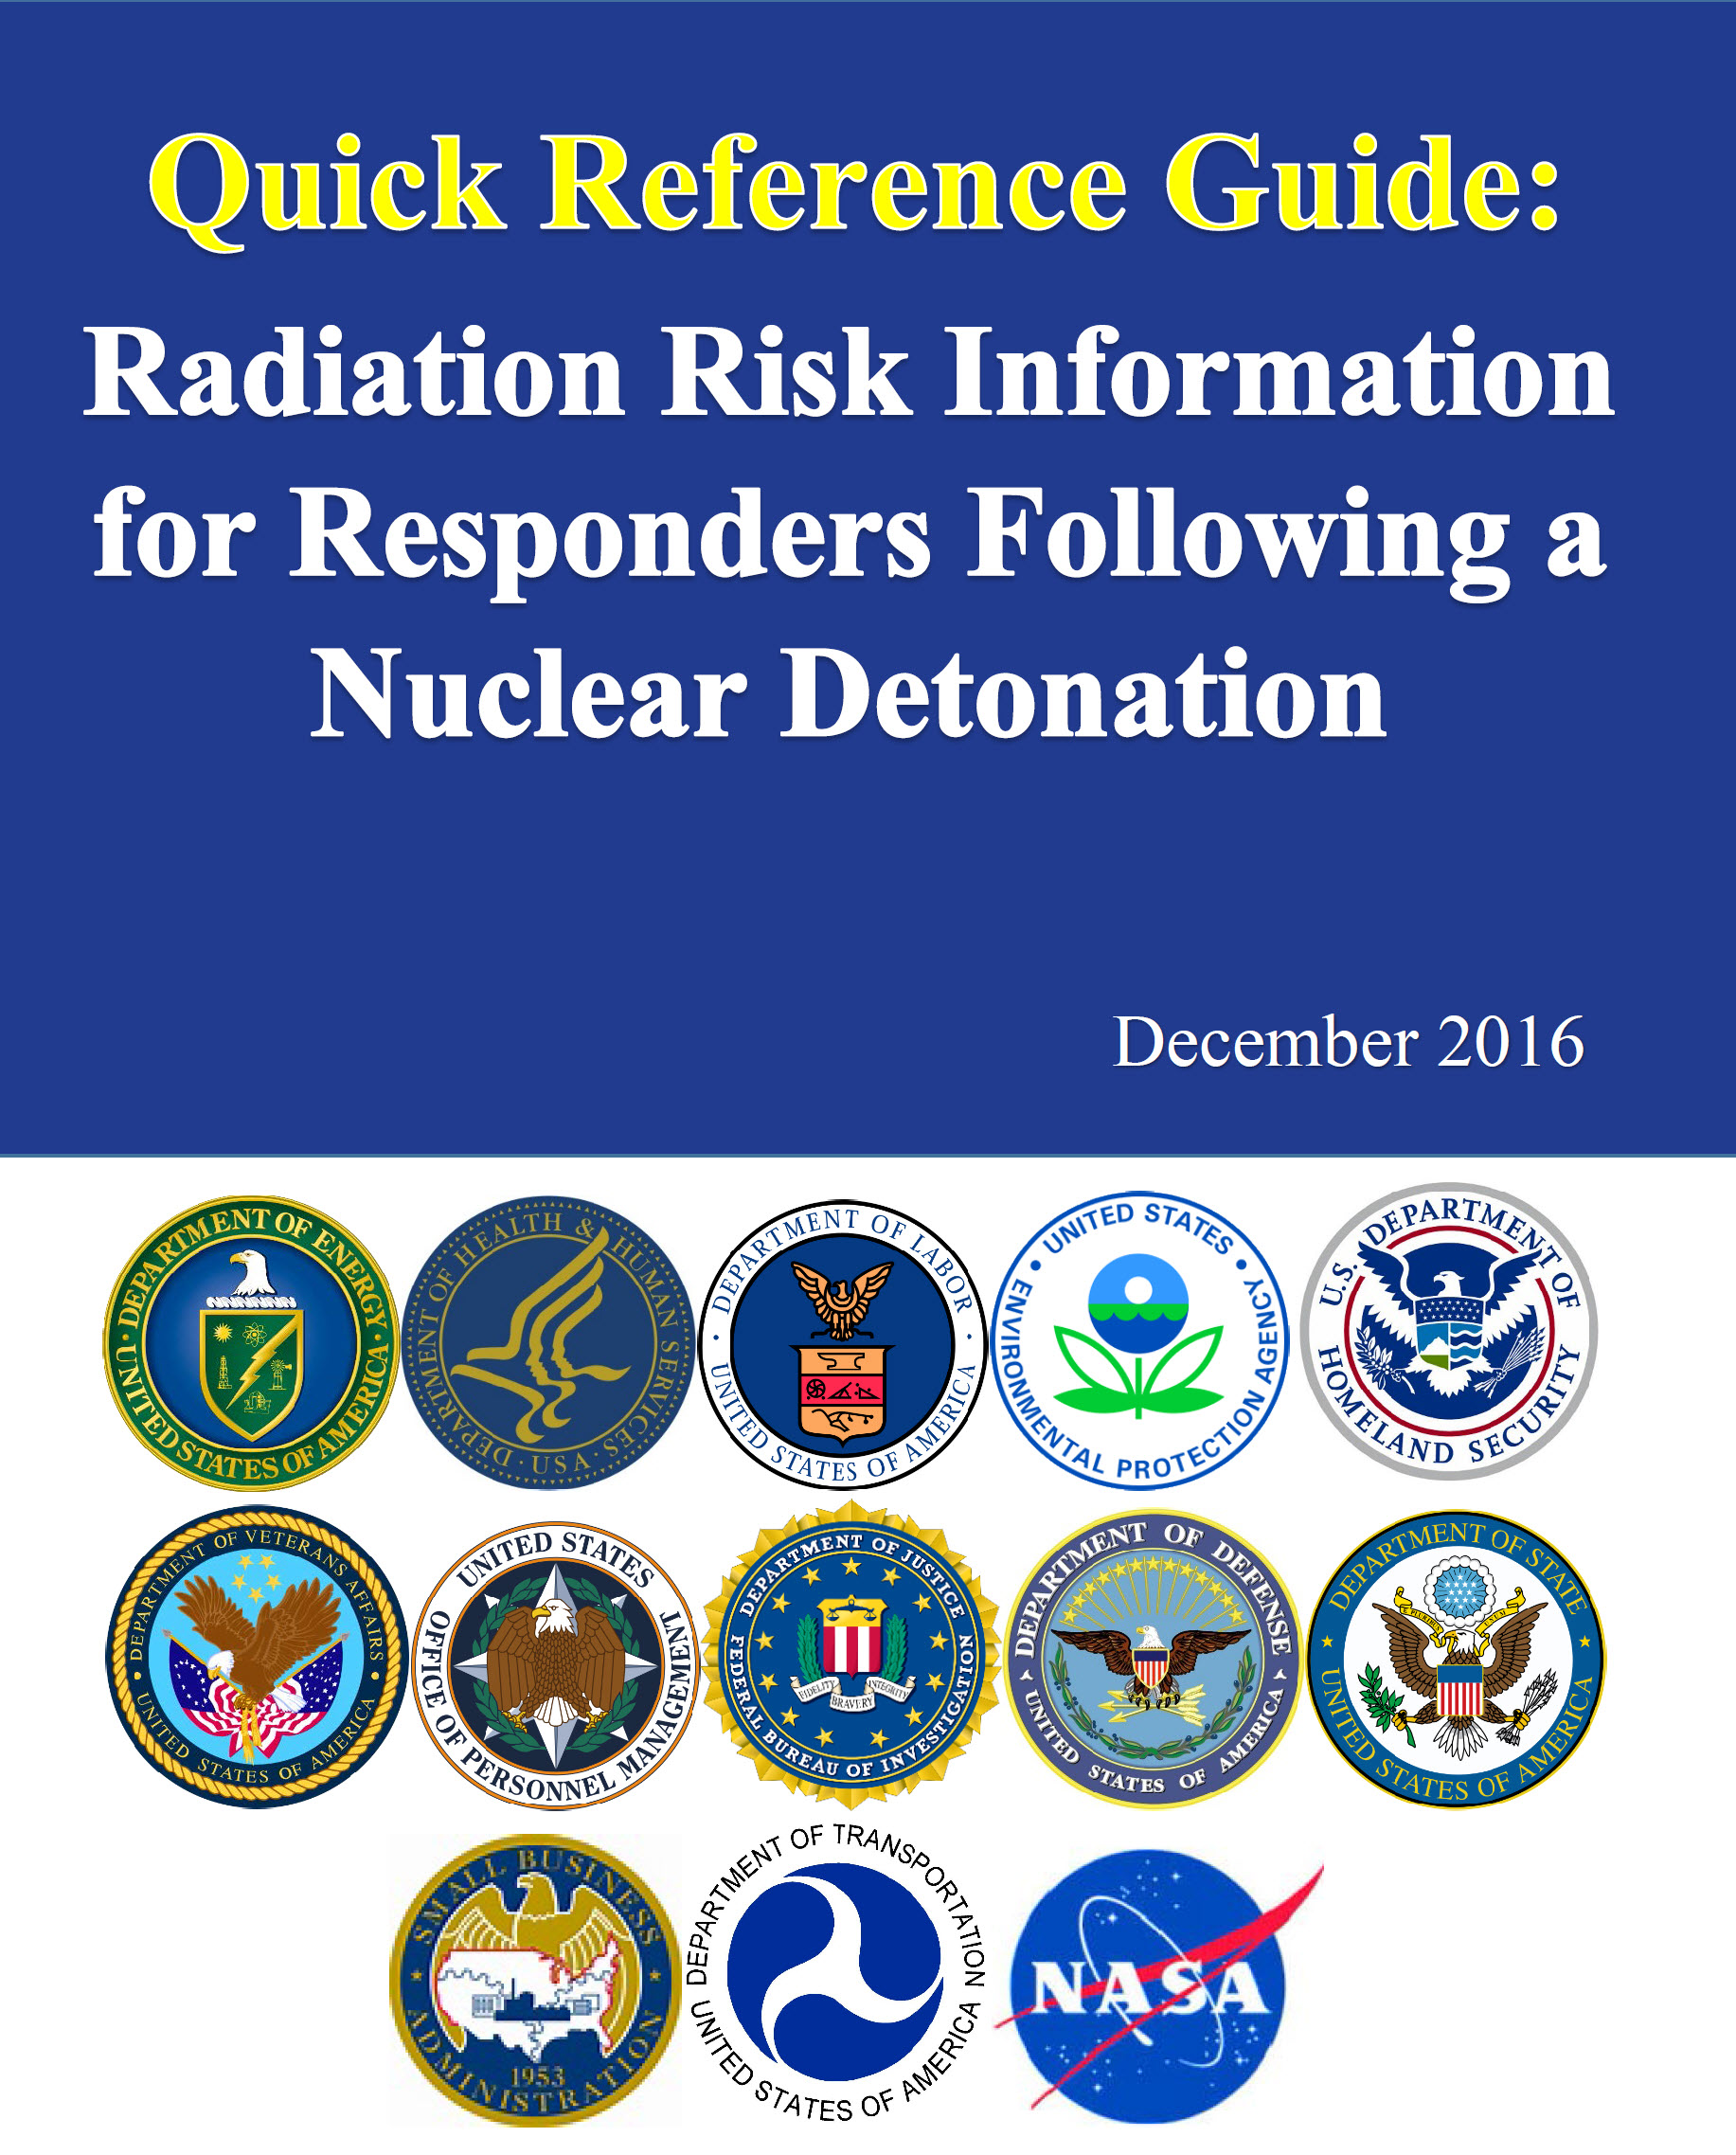 Quick Reference Guide:
Radiation Risk Information
for Responders Following a
Nuclear Detonation
December 2016
DEPARTMENT OF ENERGY
UNITED STATES OF AMERICA
DEPARTMENT OF HEALTH & HUMAN SERVICES · USA
DEPARTMENT OF LABOR
UNITED STATES OF AMERICA
UNITED STATES
ENVIRONMENTAL PROTECTION AGENCY
U.S. DEPARTMENT OF
HOMELAND SECURITY
DEPARTMENT OF VETERANS AFFAIRS
UNITED STATES OF AMERICA
UNITED STATES
OFFICE OF PERSONNEL MANAGEMENT
DEPARTMENT OF JUSTICE
FEDERAL BUREAU OF INVESTIGATION
FIDELITY
BRAVERY
INTEGRITY
DEPARTMENT OF DEFENSE
UNITED STATES OF AMERICA
DEPARTMENT OF STATE
UNITED STATES OF AMERICA
SMALL BUSINESS
ADMINISTRATION
1953
DEPARTMENT OF TRANSPORTATION
UNITED STATES OF AMERICA
NASA